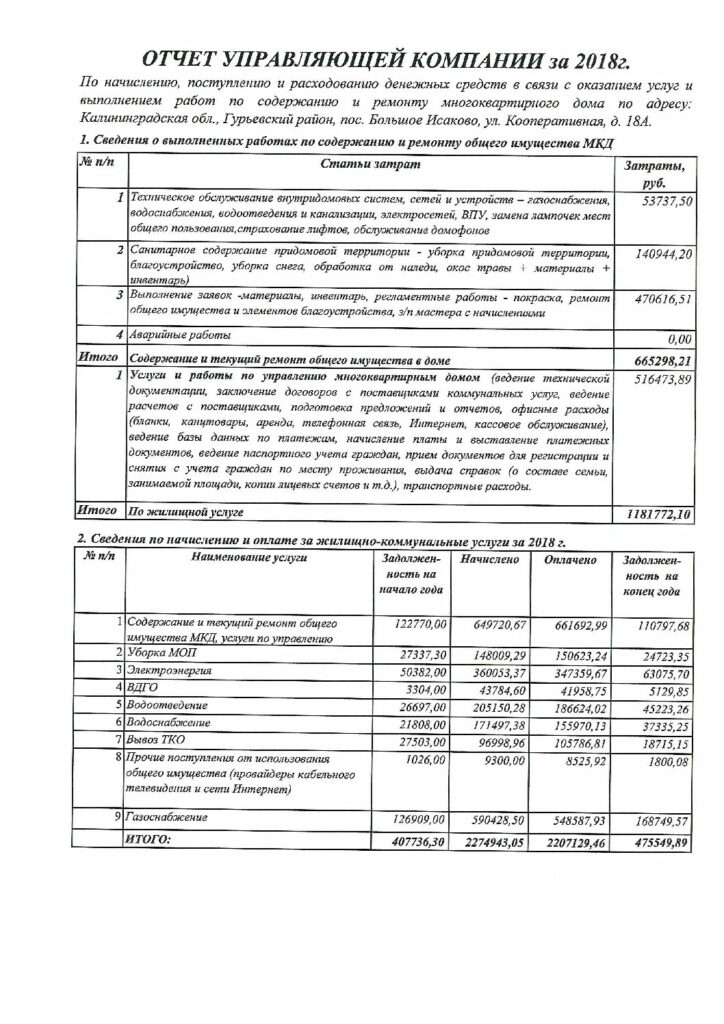 ОТЧЕТ УПРАВЛЯЮЩЕЙ КОМПАНИИ за 2018г.
По начислению, поступлению и расходованию денежных средств в связи с оказанием услуг и
выполнением работ по содержанию и ремонту многоквартирного дома по адресу:
Калининградская обл., Гурьевский район, пос. Большое Исаково, ул. Кооперативная, д. 18А.
1. Сведения о выполненных работах по содержанию и ремонту общего имущества МКД
№ п/п Статьи затрат Затраты,
руб.
1 Техническое обслуживание внутридомовых систем, сетей и устройств – газоснабжения, 53737,50
водоснабжения, водоотведения и канализации, электросетей, ВПУ, замена лампочек мест
общего пользования,страхование лифтов, обслуживание домофонов
2 Санитарное содержание придомовой территории - уборка придомовой территории, 140944,20
благоустройство, уборка снега, обработка от наледи, окос травы + материалы +
инвентарь)
3 Выполнение заявок -материалы, инвентарь, регламентные работы - покраска, ремонт 470616,51
общего имущества и элементов благоустройства, з/п мастера с начислениями
4 Аварийные работы 0,00
Итого Содержание и текущий ремонт общего имущества в доме 665298,21
1 Услуги и работы по управлению многоквартирным домом (ведение технической 516473,89
документации, заключение договоров с поставщиками коммунальных услуг, ведение
расчетов с поставщиками, подготовка предложений и отчетов, офисные расходы
(бланки, канцтовары, аренда, телефонная связь, Интернет, кассовое обслуживание),
ведение базы данных по платежам, начисление платы и выставление платежных
документов, ведение паспортного учета граждан, прием документов для регистрации и
снятия с учета граждан по месту проживания, выдача справок (о составе семьи,
занимаемой площади, копии лицевых счетов и т.д.), транспортные расходы.
Итого По жилищной услуге 1181772,10
2. Сведения по начислению и оплате за жилищно-коммунальные услуги за 2018 г.
№ п/п Наименование услуги Задолжен- Начислено Оплачено Задолжен-
ность на ность на
начало года конец года
1 Содержание и текущий ремонт общего 122770,00 649720,67 661692,99 110797,68
имущества МКД, услуги по управлению
2 Уборка МОП 27337,30 148009,29 150623,24 24723,35
3 Электроэнергия 50382,00 360053,37 347359,67 63075,70
4 ВДГО 3304,00 43784,60 41958,75 5129,85
5 Водоотведение 26697,00 205150,28 186624,02 45223,26
6 Водоснабжение 21808,00 171497,38 155970,13 37335,25
7 Вывоз ТКО 27503,00 96998,96 105786,81 18715,15
8 Прочие поступления от использования 1026,00 9300,00 8525,92 1800,08
общего имущества (провайдеры кабельного
телевидения и сети Интернет)
9 Газоснабжение 126909,00 590428,50 548587,93 168749,57
ИТОГО: 407736,30 2274943,05 2207129,46 475549,89